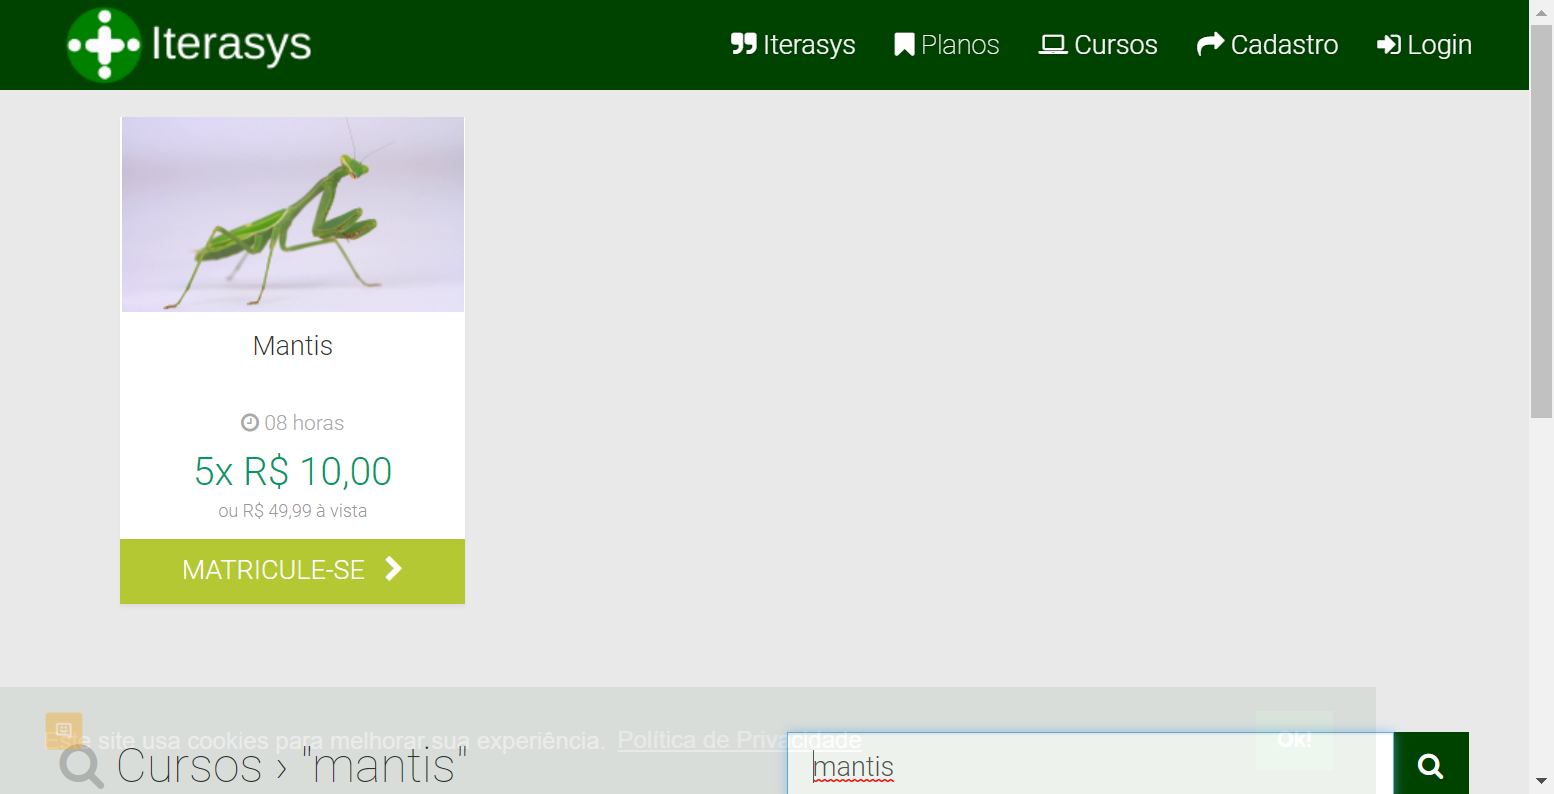 Iterasys
Iterasys Planos Cursos Cadastro Login
Mantis
08 horas
5x R$ 10,00
ou R$ 49,99 à vista
MATRICULE-SE
Este site usa cookies para melhorar sua experiência. Política de Privacidade Ok!
Cursos › "mantis"
mantis